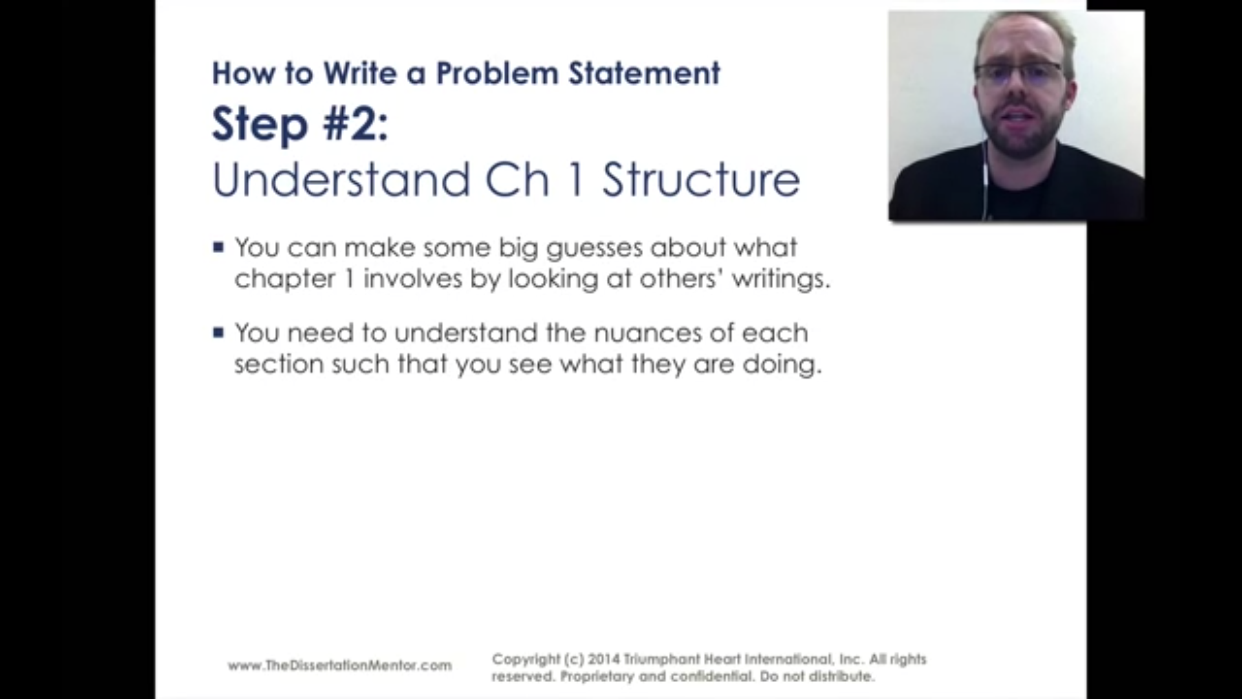 How to Write a Problem Statement
Step #2:
Understand Ch 1 Structure
▪ You can make some big guesses about what
chapter 1 involves by looking at others’ writings.
▪ You need to understand the nuances of each
section such that you see what they are doing.
www.TheDissertationMentor.com
Copyright (c) 2014 Triumphant Heart International, Inc. All rights
reserved. Proprietary and confidential. Do not distribute.